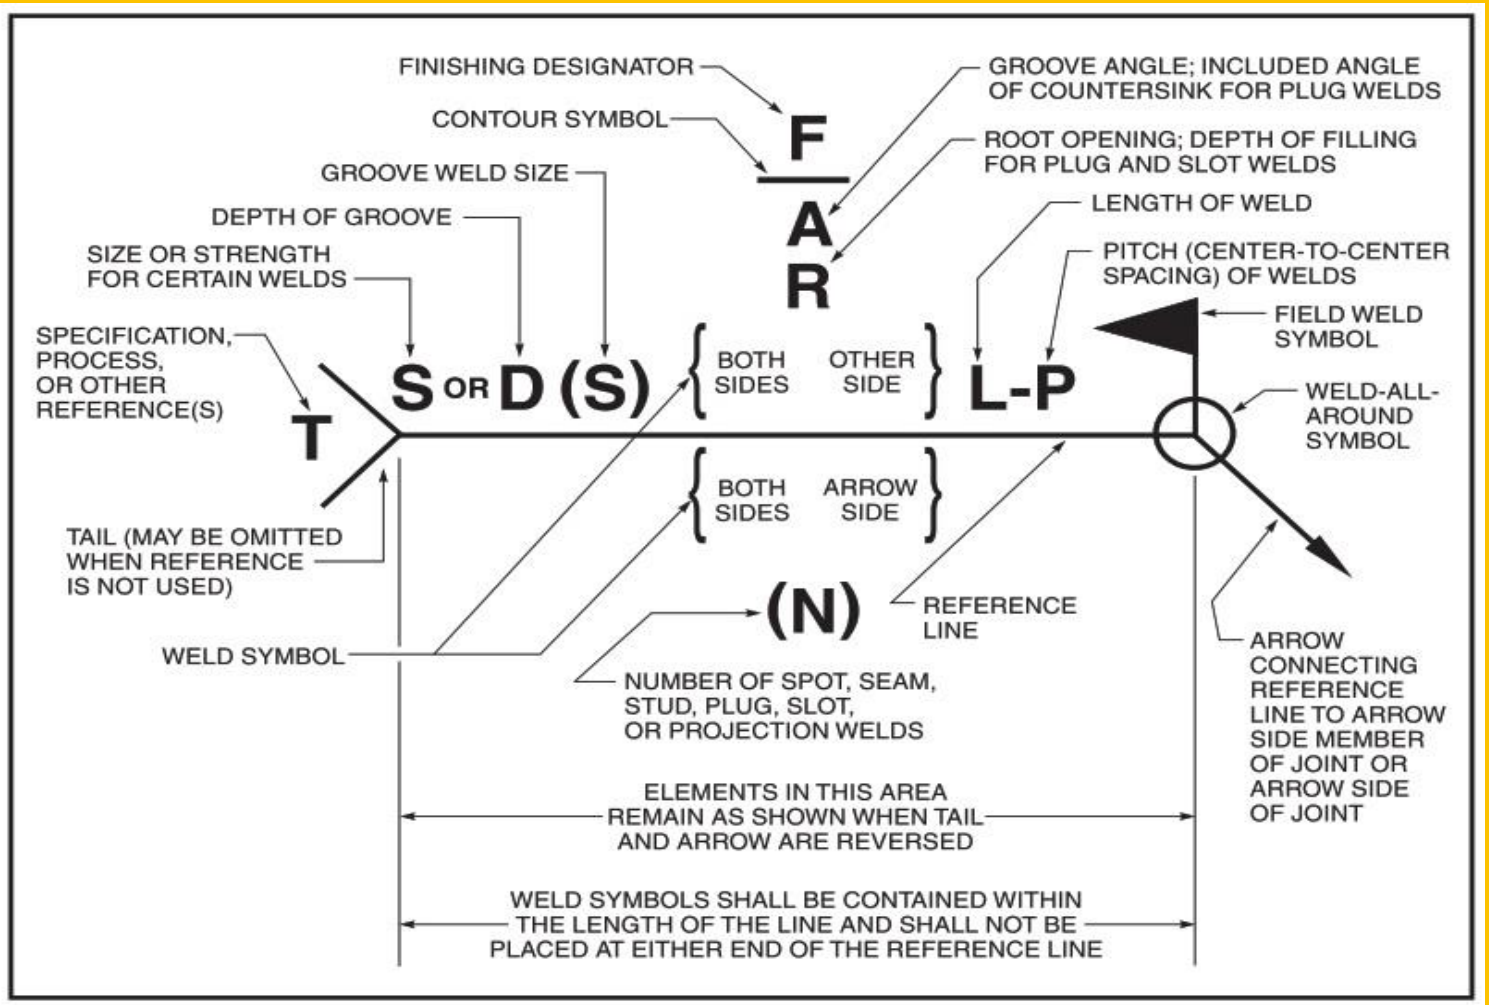 FINISHING DESIGNATOR
CONTOUR SYMBOL
GROOVE WELD SIZE
DEPTH OF GROOVE
SIZE OR STRENGTH
FOR CERTAIN WELDS
SPECIFICATION,
PROCESS,
OR OTHER
REFERENCE(S)
F
A
R
GROOVE ANGLE; INCLUDED ANGLE
OF COUNTERSINK FOR PLUG WELDS
ROOT OPENING; DEPTH OF FILLING
FOR PLUG AND SLOT WELDS
LENGTH OF WELD
PITCH (CENTER-TO-CENTER
SPACING) OF WELDS
FIELD WELD
SYMBOL
WELD-ALL-
AROUND
SYMBOL
T
S OR D (S)
{ BOTH
SIDES
OTHER
SIDE }
L-P
{ BOTH
SIDES
ARROW
SIDE }
TAIL (MAY BE OMITTED
WHEN REFERENCE
IS NOT USED)
WELD SYMBOL
(N)
NUMBER OF SPOT, SEAM,
STUD, PLUG, SLOT,
OR PROJECTION WELDS
REFERENCE
LINE
ARROW
CONNECTING
REFERENCE
LINE TO ARROW
SIDE MEMBER
OF JOINT OR
ARROW SIDE
OF JOINT
ELEMENTS IN THIS AREA
REMAIN AS SHOWN WHEN TAIL
AND ARROW ARE REVERSED
WELD SYMBOLS SHALL BE CONTAINED WITHIN
THE LENGTH OF THE LINE AND SHALL NOT BE
PLACED AT EITHER END OF THE REFERENCE LINE